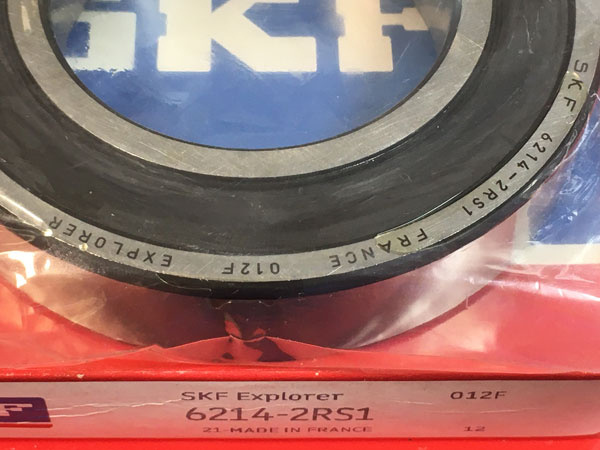 SKF
SKF 6214-2RS1 FRANCE 012F EXPLORER
SKF Explorer 012F
6214-2RS1
21-MADE IN FRANCE 12